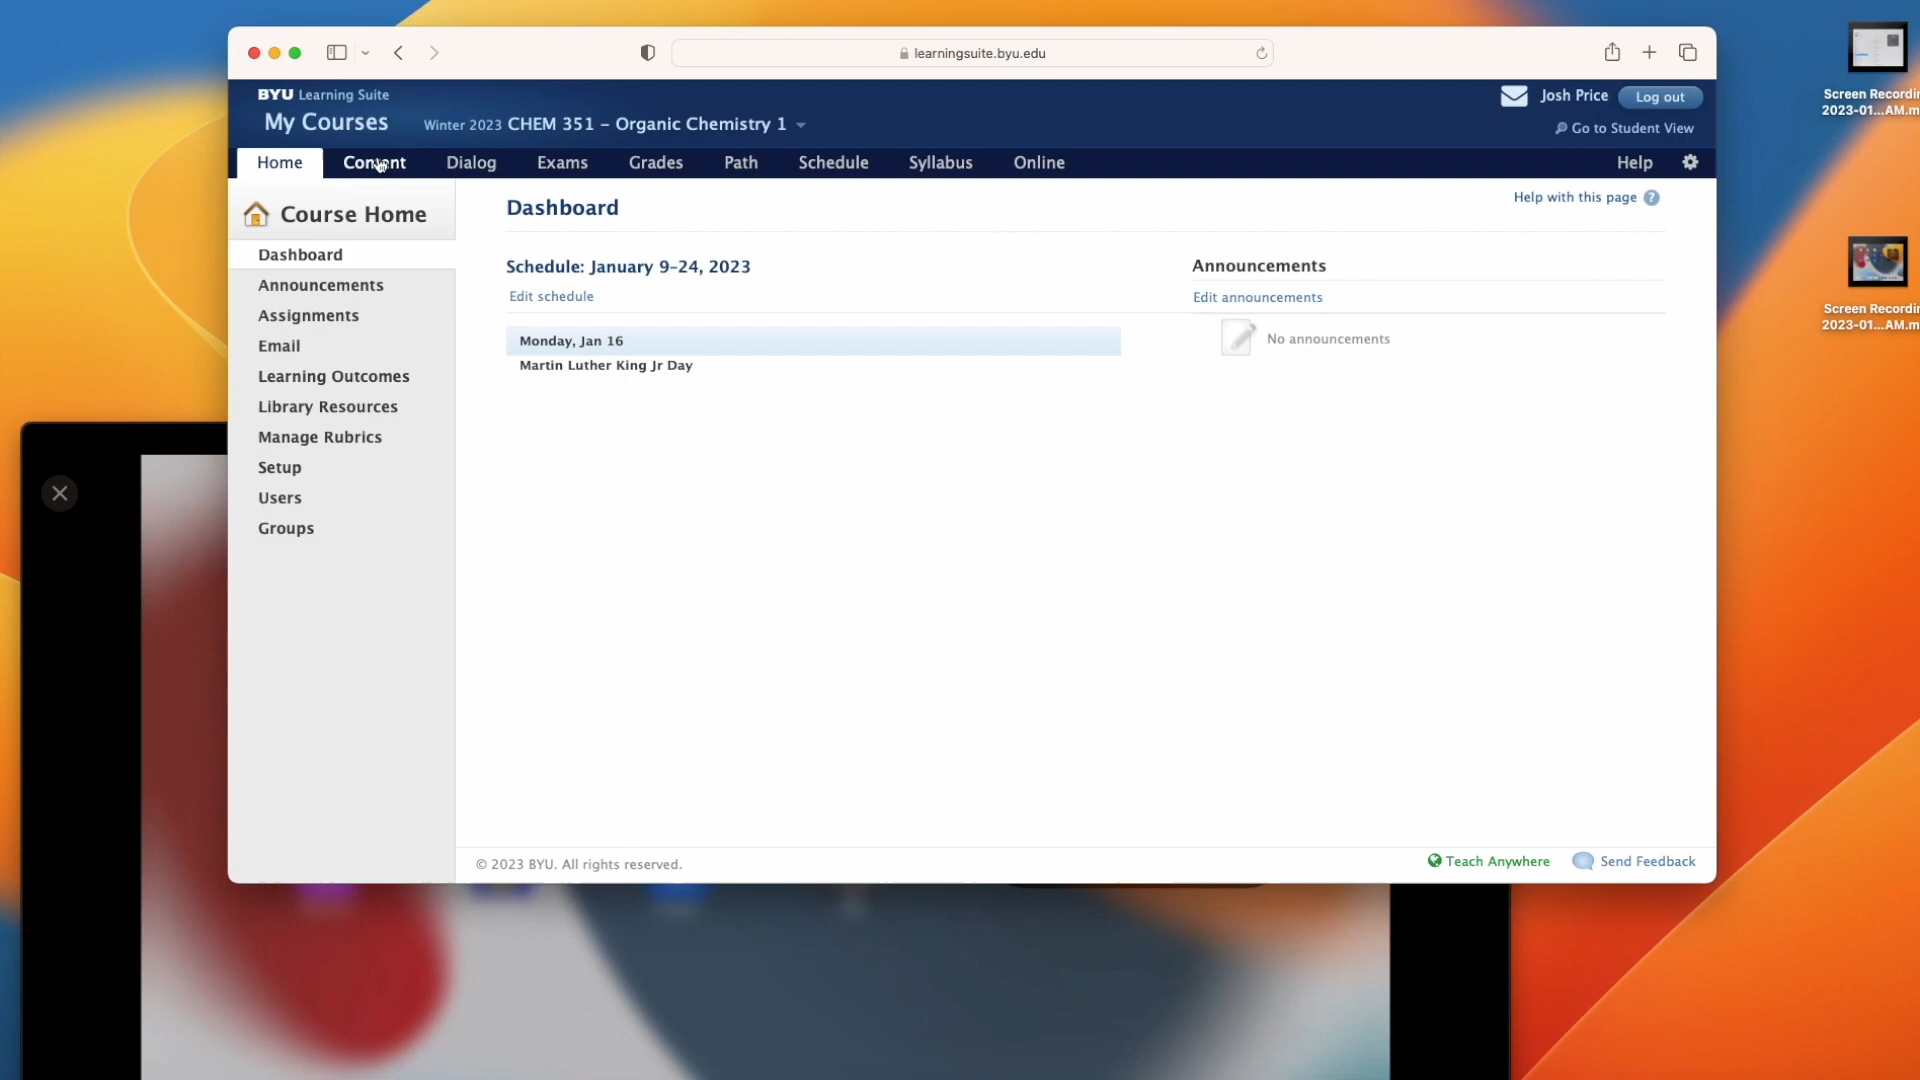 learningsuite.byu.edu
BYU Learning Suite
My Courses
Winter 2023 CHEM 351 – Organic Chemistry 1
Josh Price
Log out
Go to Student View
Home
Content
Dialog
Exams
Grades
Path
Schedule
Syllabus
Online
Help
Course Home
Dashboard
Announcements
Assignments
Email
Learning Outcomes
Library Resources
Manage Rubrics
Setup
Users
Groups
Dashboard
Help with this page ?
Schedule: January 9–24, 2023
Edit schedule
Monday, Jan 16
Martin Luther King Jr Day
Announcements
Edit announcements
No announcements
© 2023 BYU. All rights reserved.
Teach Anywhere
Send Feedback
Screen Recordin
2023-01...AM.m
Screen Recordin
2023-01...AM.m